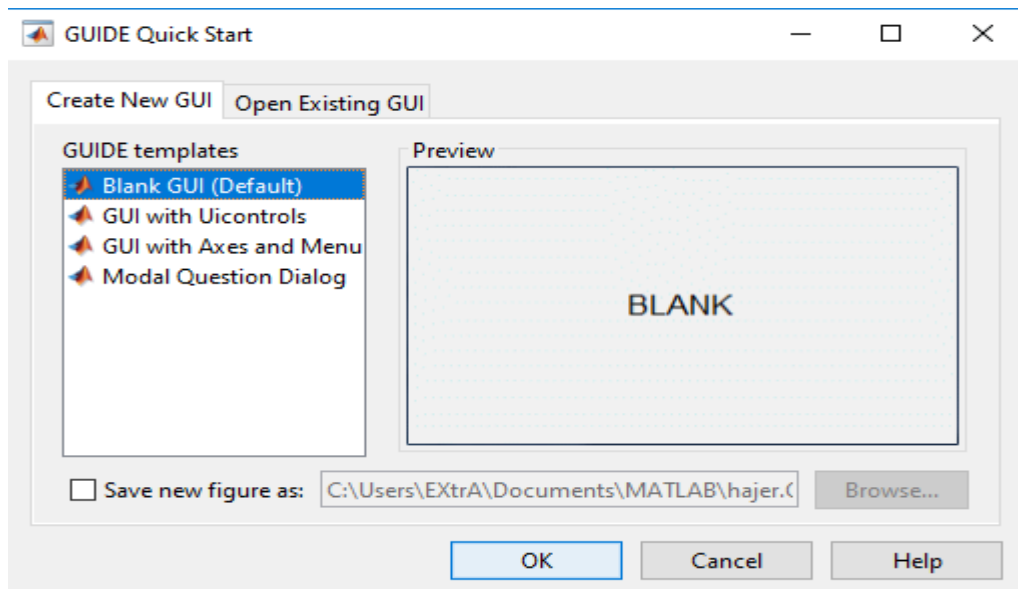 GUIDE Quick Start
Create New GUI
Open Existing GUI
GUIDE templates
Blank GUI (Default)
GUI with Uicontrols
GUI with Axes and Menu
Modal Question Dialog
Preview
BLANK
Save new figure as: C:\Users\EXtrA\Documents\MATLAB\hajer.( Browse...
OK Cancel Help